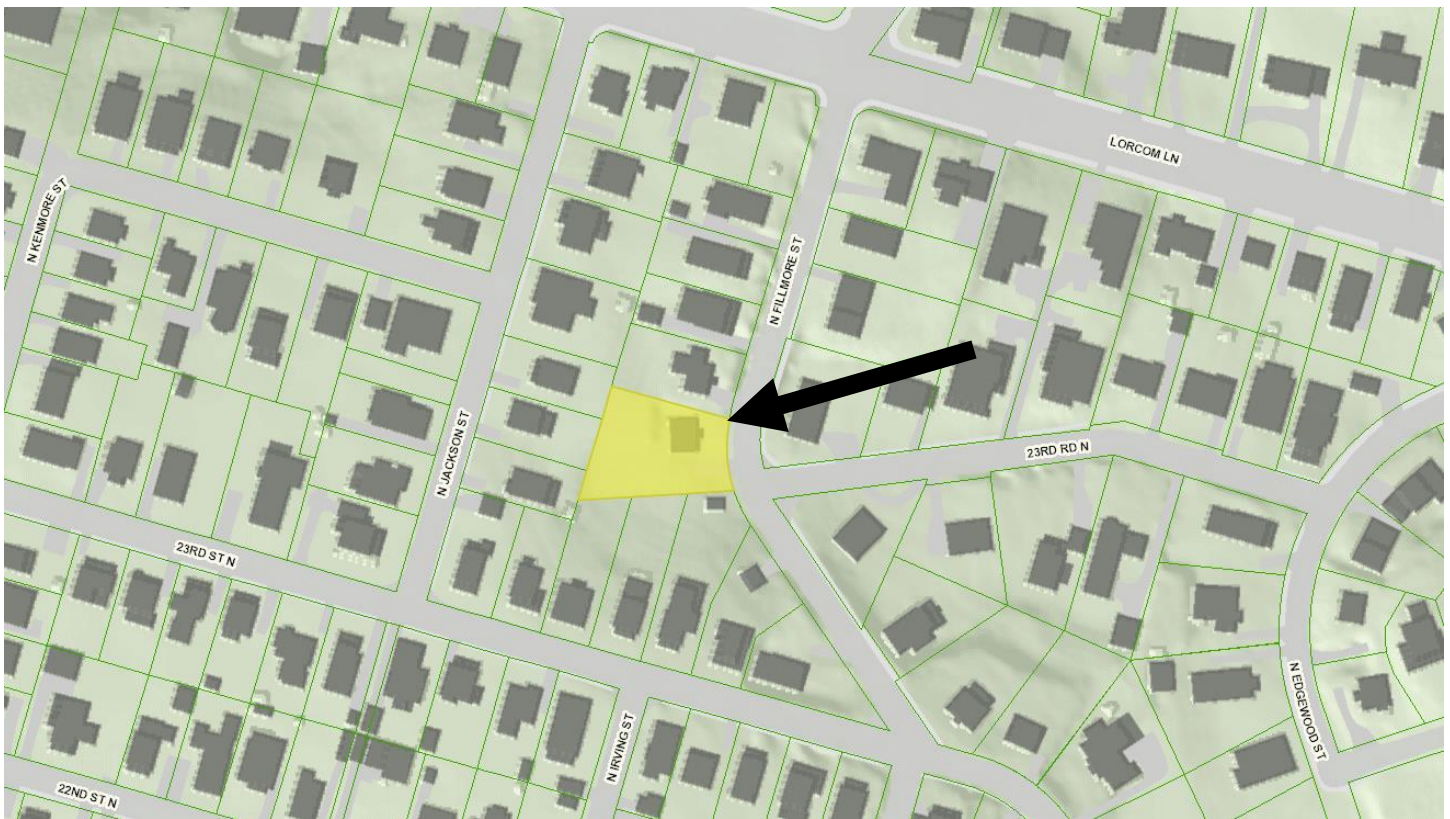 LORCOM LN
N KENMORE ST
N FILLMORE ST
N JACKSON ST
23RD RD N
23RD ST N
N EDGEWOOD ST
N IRVING ST
22ND ST N